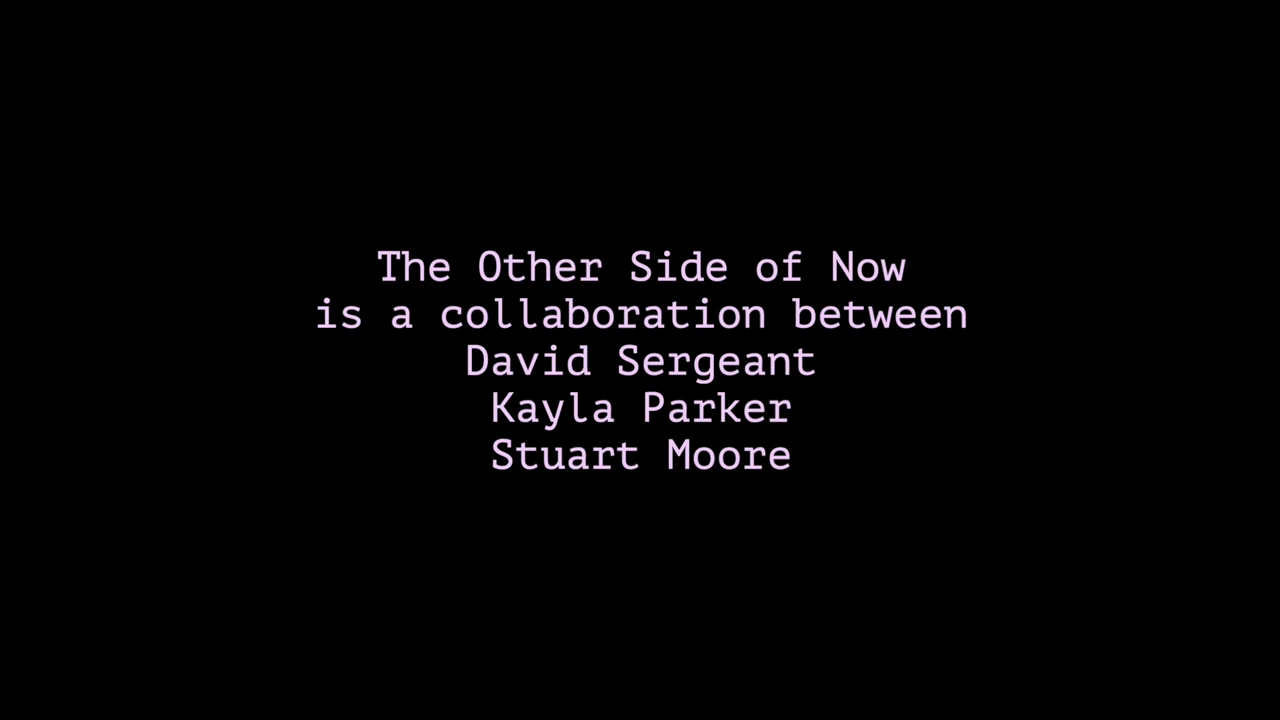 The Other Side of Now
is a collaboration between
David Sergeant
Kayla Parker
Stuart Moore